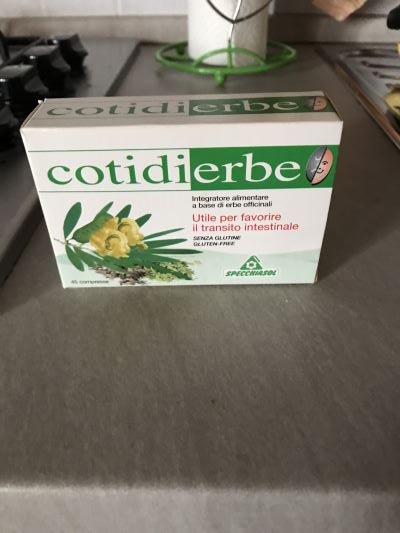 cotidierbe
cotidierbe
Integratore alimentare
a base di erbe officinali
Utile per favorire
il transito intestinale
SENZA GLUTINE
GLUTEN-FREE
SPECCHIASOL
45 compresse